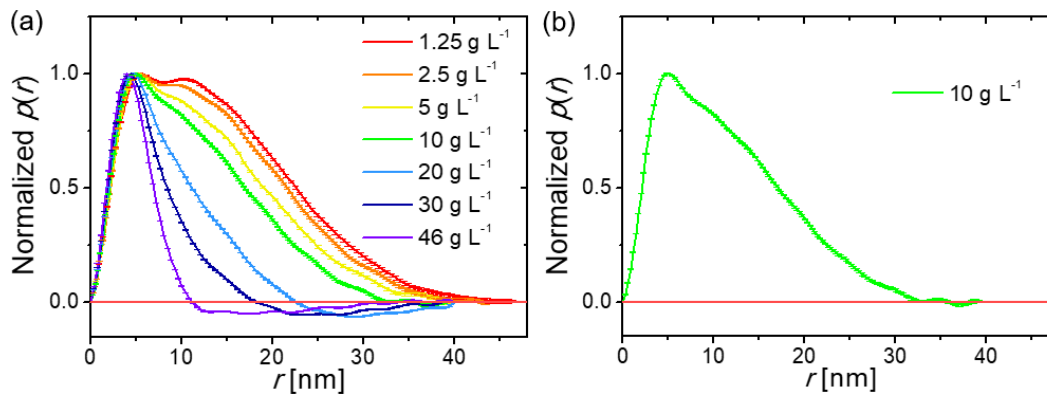 (a)
Normalized p(r)
1.0
0.5
0.0
1.25 g L⁻¹
2.5 g L⁻¹
5 g L⁻¹
10 g L⁻¹
20 g L⁻¹
30 g L⁻¹
46 g L⁻¹
0 10 20 30 40
r [nm]
(b)
Normalized p(r)
1.0
0.5
0.0
10 g L⁻¹
0 10 20 30 40
r [nm]